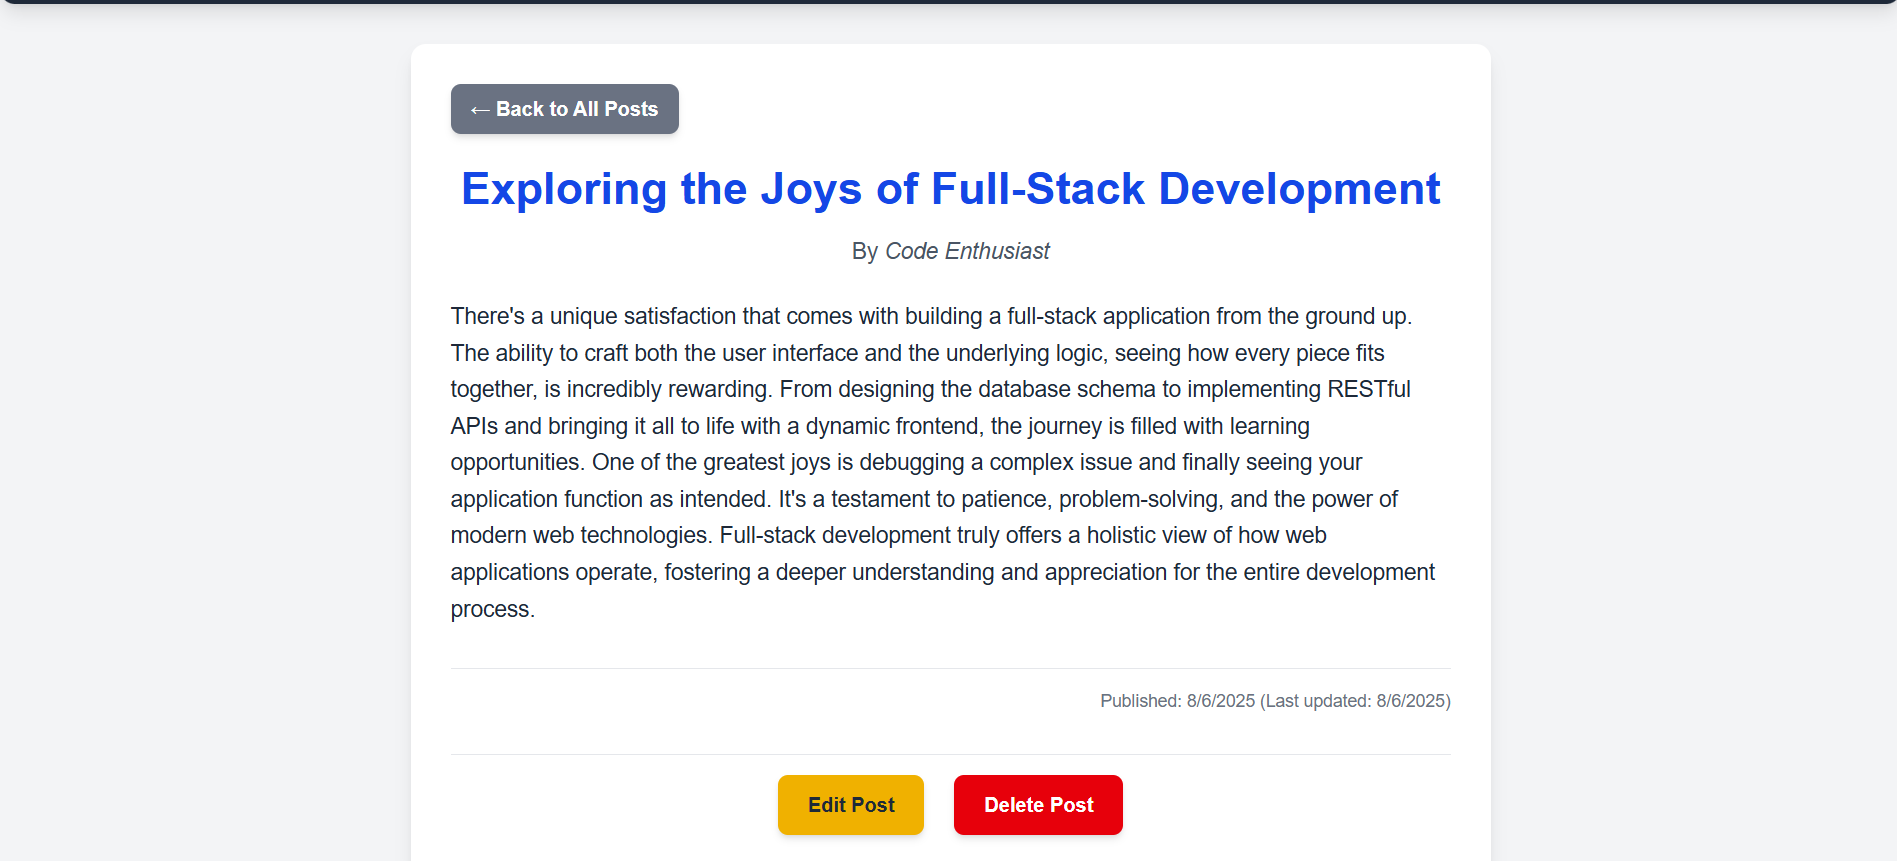 ← Back to All Posts
Exploring the Joys of Full-Stack Development
By Code Enthusiast
There's a unique satisfaction that comes with building a full-stack application from the ground up.
The ability to craft both the user interface and the underlying logic, seeing how every piece fits
together, is incredibly rewarding. From designing the database schema to implementing RESTful
APIs and bringing it all to life with a dynamic frontend, the journey is filled with learning
opportunities. One of the greatest joys is debugging a complex issue and finally seeing your
application function as intended. It's a testament to patience, problem-solving, and the power of
modern web technologies. Full-stack development truly offers a holistic view of how web
applications operate, fostering a deeper understanding and appreciation for the entire development
process.
Published: 8/6/2025 (Last updated: 8/6/2025)
Edit Post
Delete Post